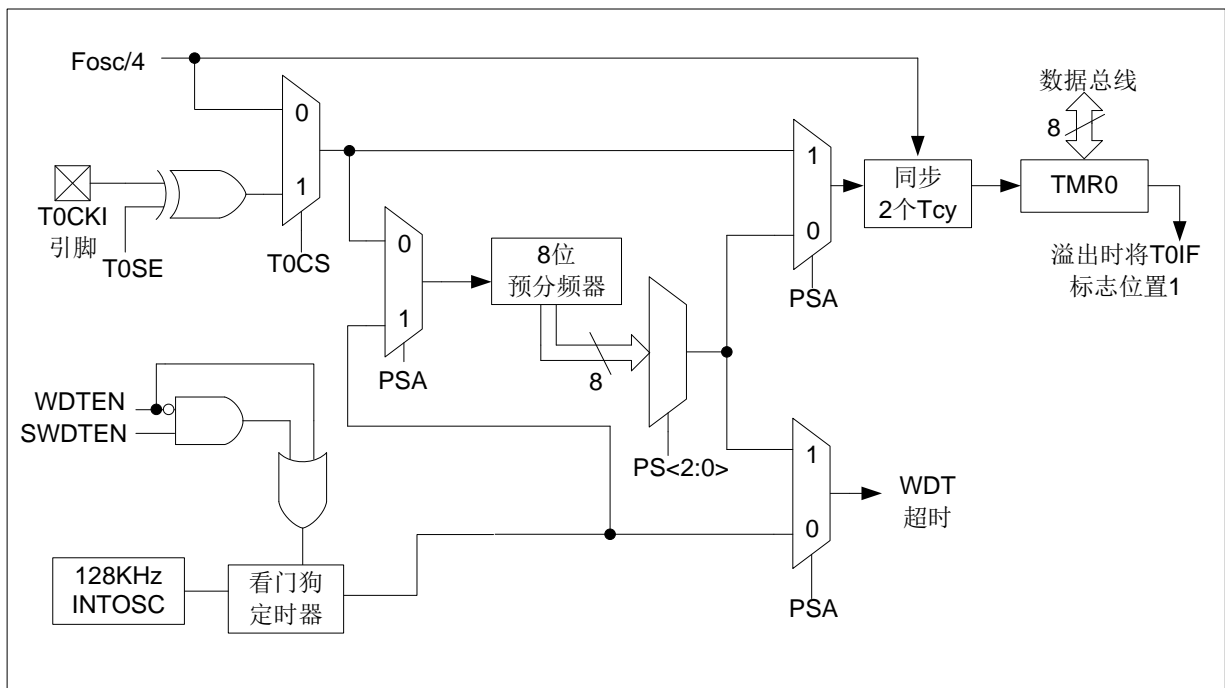 Fosc/4
数据总线
8
0
1
T0CKI
引脚
T0SE
T0CS
1
0
PSA
同步
2个Tcy
TMR0
溢出时将T0IF
标志位置1
0
1
PSA
8位
预分频器
8
PS<2:0>
WDTEN
SWDTEN
1
0
PSA
WDT
超时
128KHz
INTOSC
看门狗
定时器